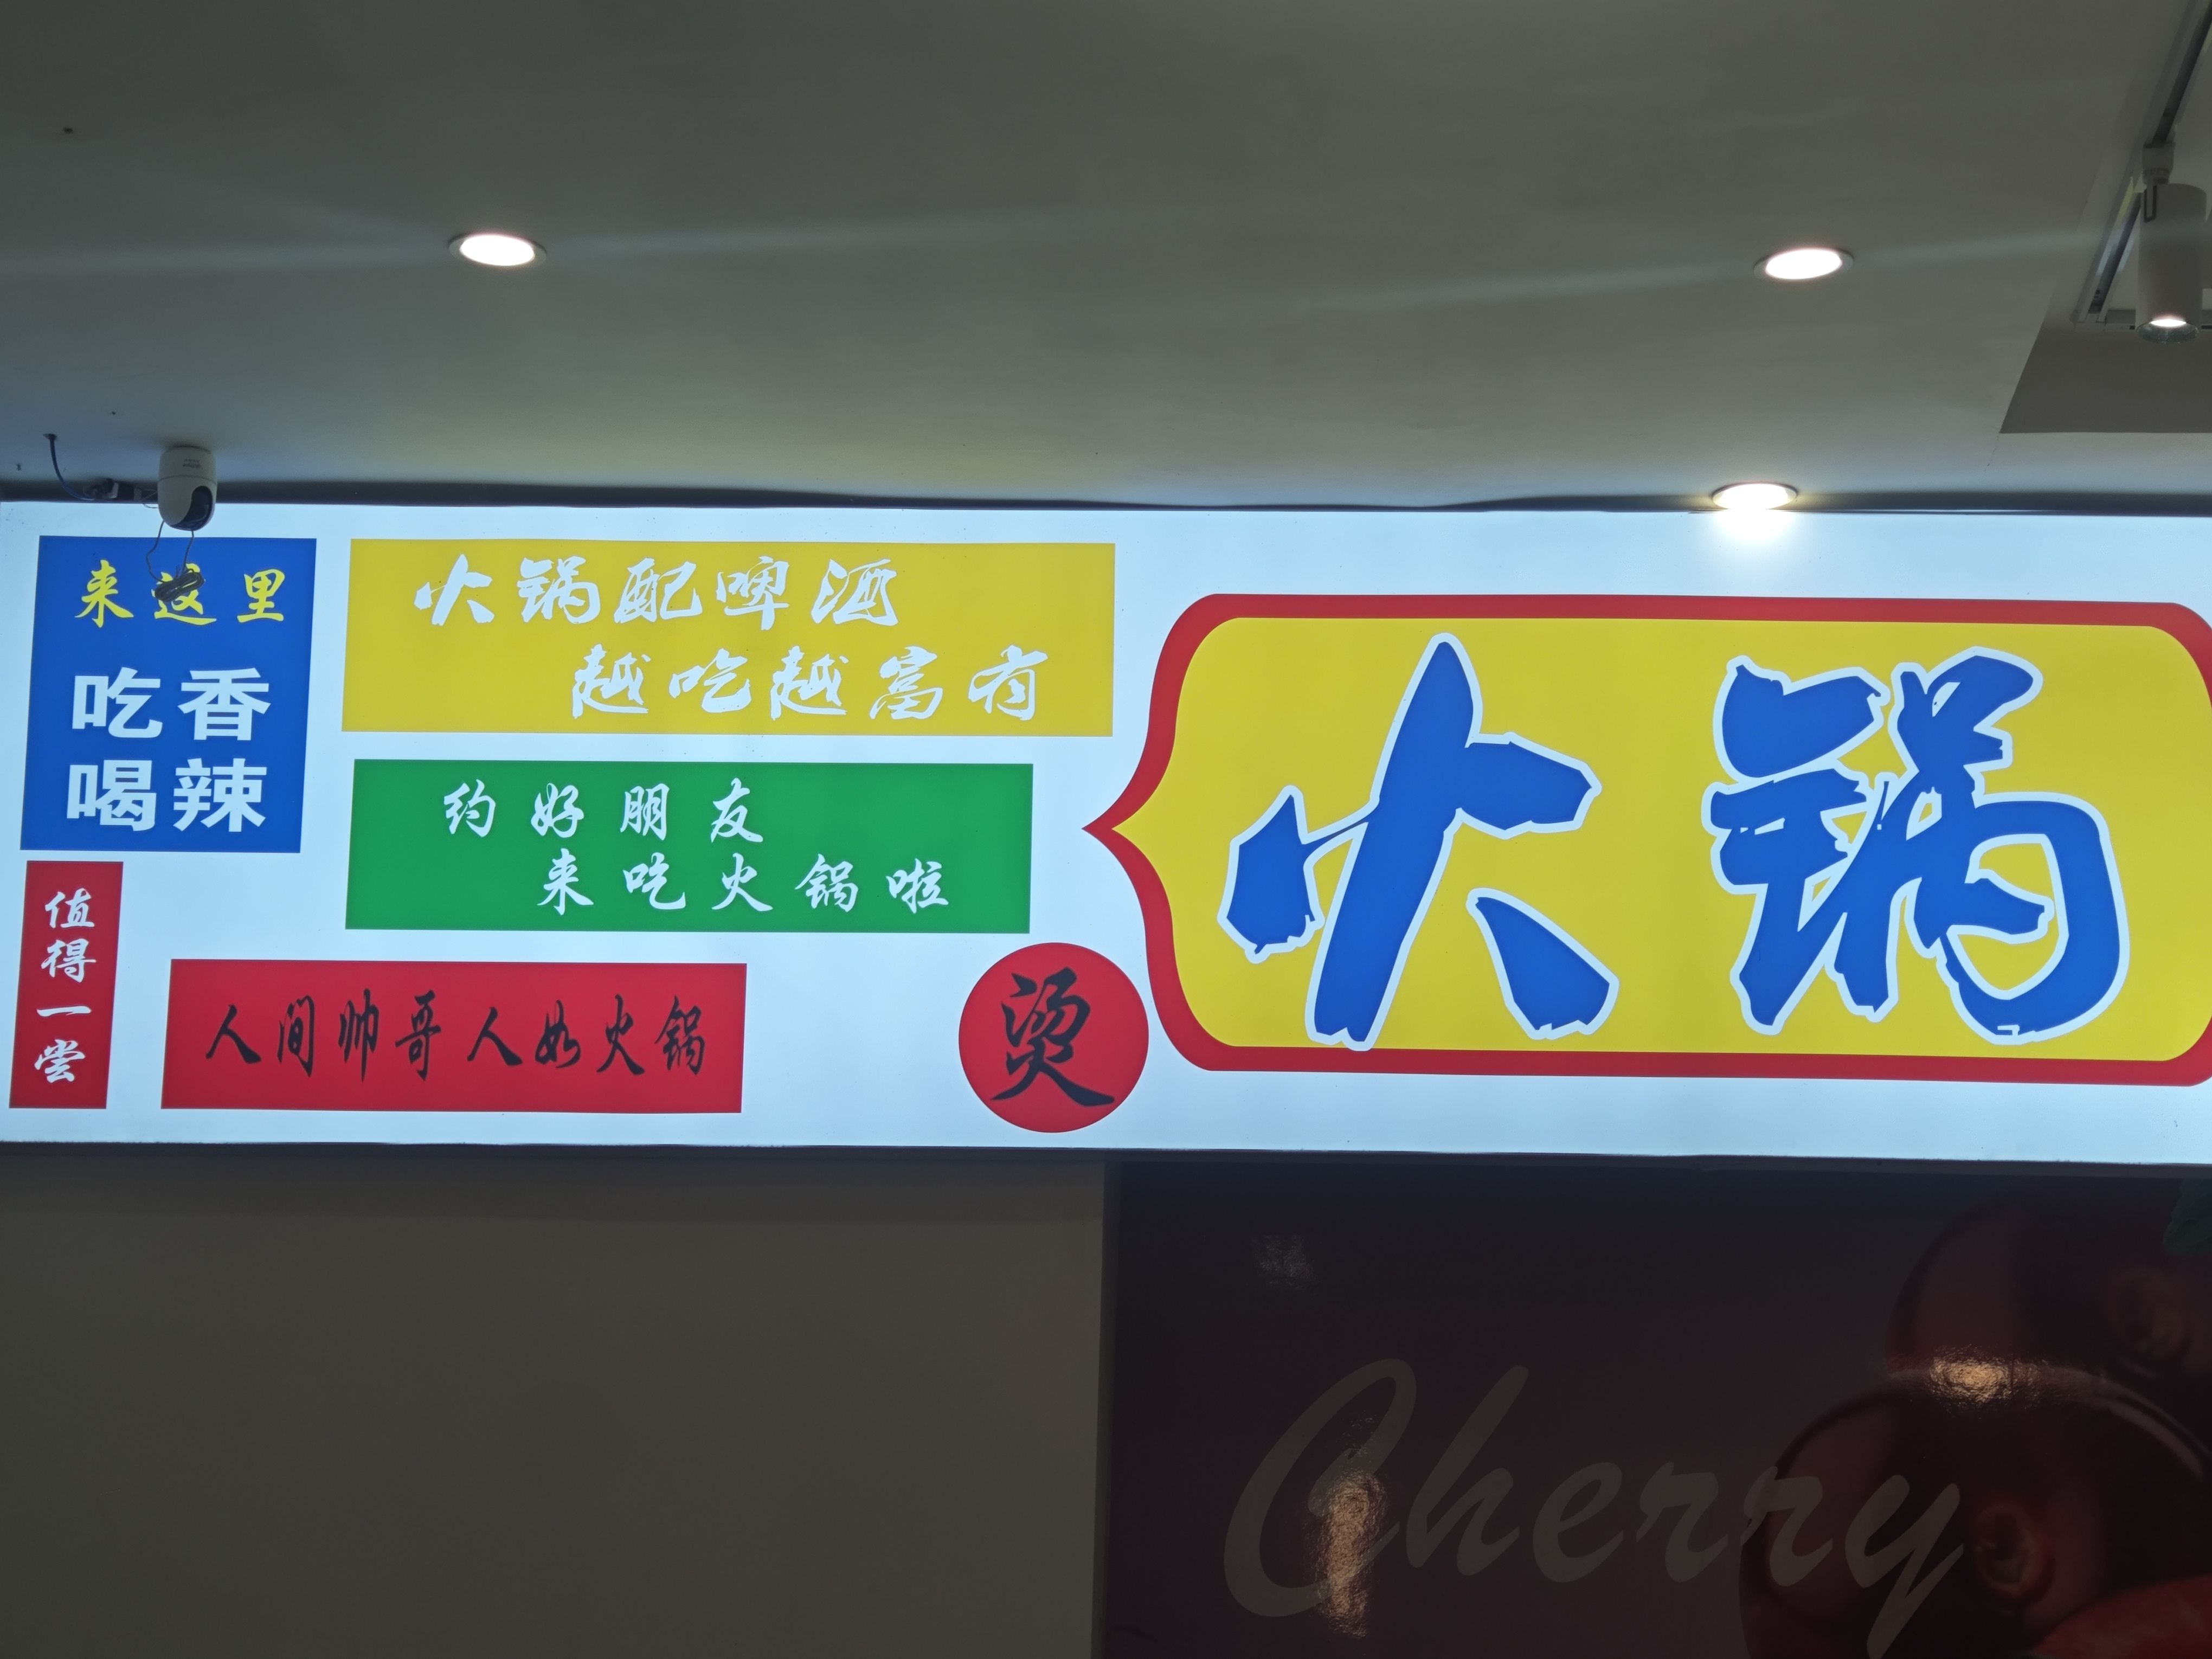 来这里
吃香
喝辣
火锅配啤酒
越吃越富有
约好朋友
来吃火锅啦
值得一尝
人间帅哥人如火锅
烫
火锅
Cherry